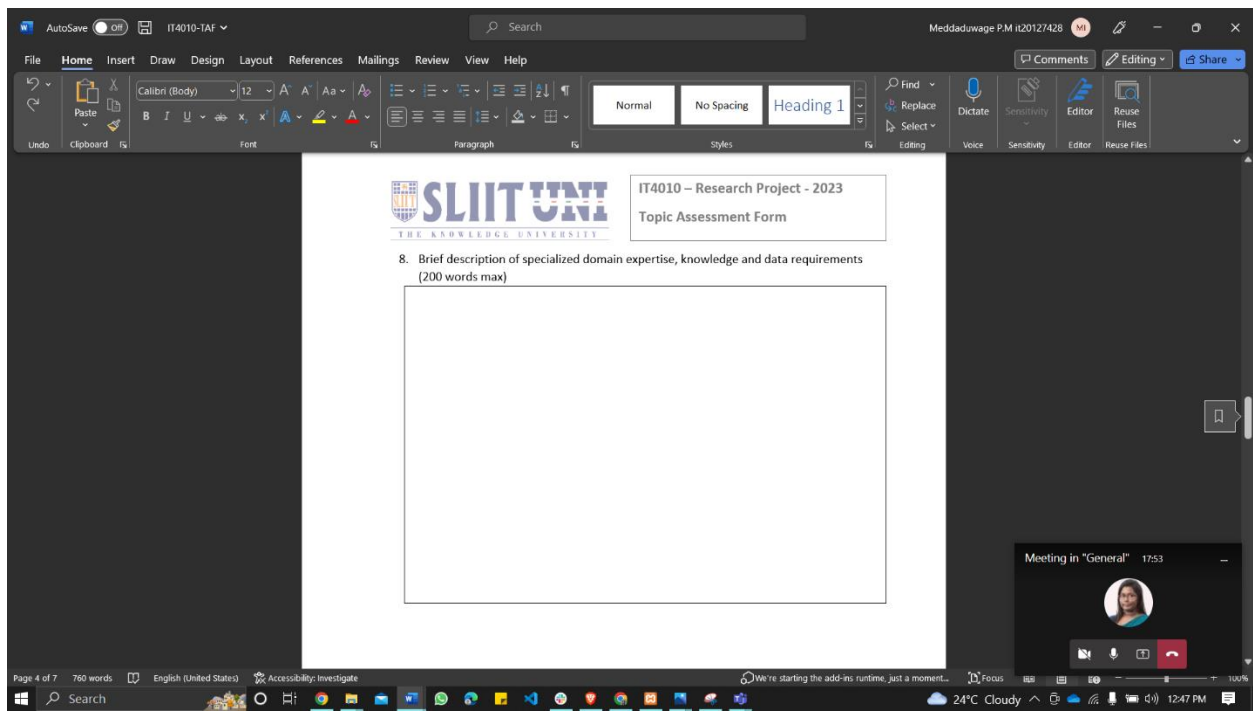 AutoSave Off IT4010-TAF Search Meddaduwage P.M it20127428 MI
File Home Insert Draw Design Layout References Mailings Review View Help Comments Editing Share
Calibri (Body) 12 Aa Find
Paste Normal No Spacing Heading 1 Replace Dictate Sensitivity Editor Reuse Files
Select
Undo Clipboard Font Paragraph Styles Editing Voice Sensitivity Editor Reuse Files
SLIIT UNI
THE KNOWLEDGE UNIVERSITY
IT4010 – Research Project - 2023
Topic Assessment Form
8. Brief description of specialized domain expertise, knowledge and data requirements
(200 words max)
Meeting in "General" 17:53
Page 4 of 7 760 words English (United States) Accessibility: Investigate We're starting the add-ins runtime, just a moment... Focus 100%
Search 24°C Cloudy 12:47 PM